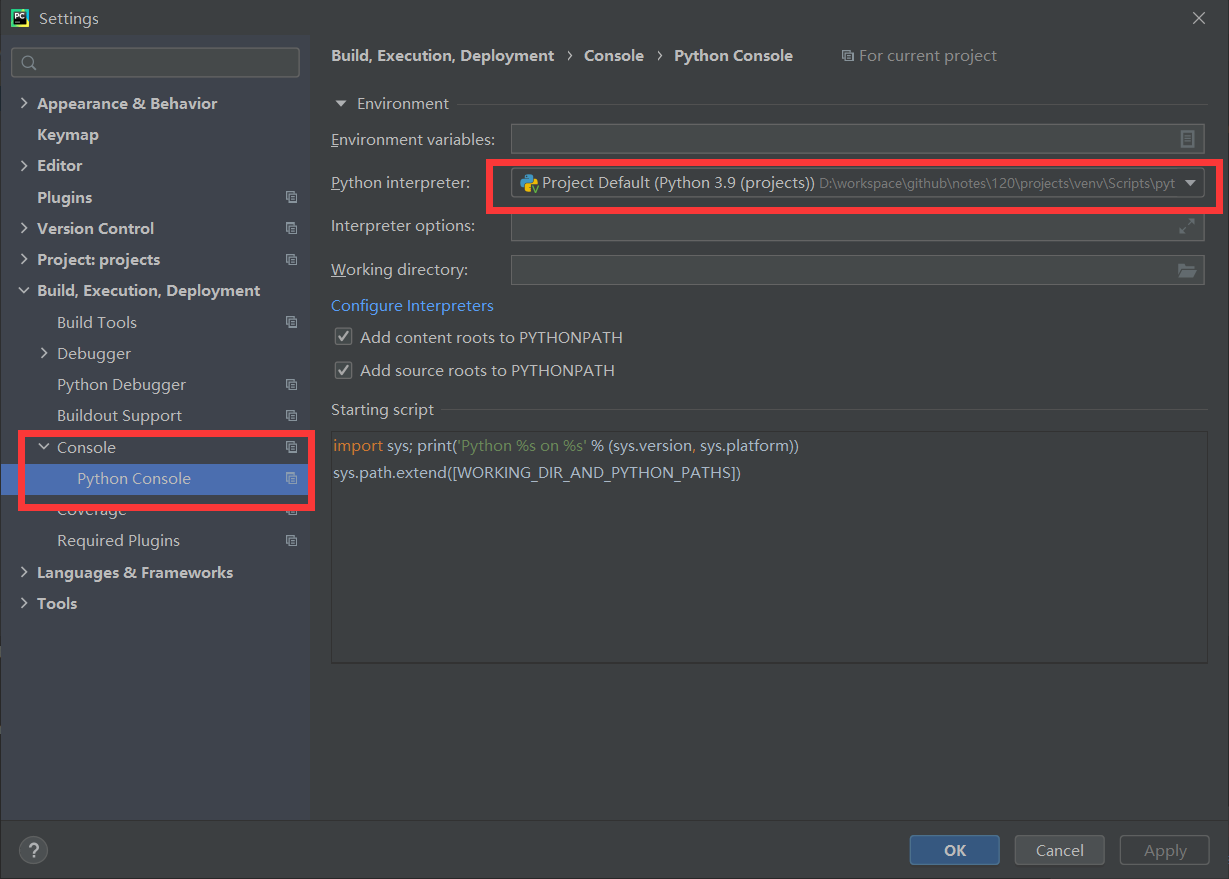 Settings
Appearance & Behavior
Keymap
Editor
Plugins
Version Control
Project: projects
Build, Execution, Deployment
Build Tools
Debugger
Python Debugger
Buildout Support
Console
Python Console
Coverage
Required Plugins
Languages & Frameworks
Tools
Build, Execution, Deployment › Console › Python Console For current project
Environment
Environment variables:
Python interpreter: Project Default (Python 3.9 (projects)) D:\workspace\github\notes\120\projects\venv\Scripts\pyt
Interpreter options:
Working directory:
Configure Interpreters
Add content roots to PYTHONPATH
Add source roots to PYTHONPATH
Starting script
import sys; print('Python %s on %s' % (sys.version, sys.platform))
sys.path.extend([WORKING_DIR_AND_PYTHON_PATHS])
?
OK Cancel Apply